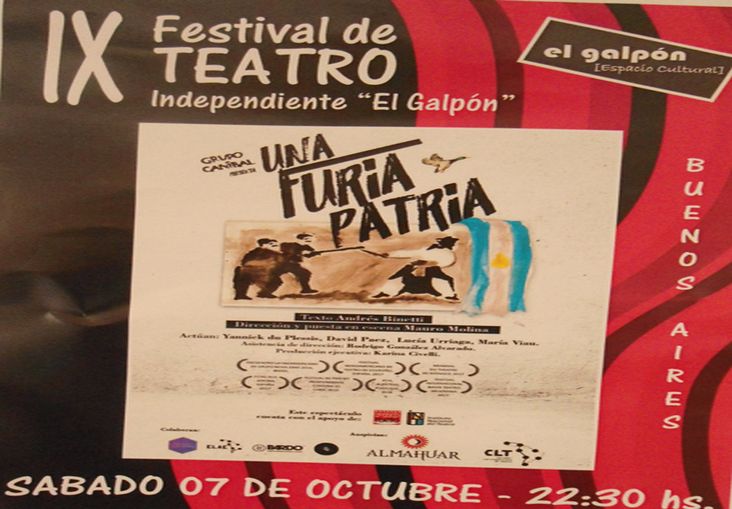 IX
Festival de
TEATRO
Independiente "El Galpón"
el galpón
[Espacio Cultural]
BUENOS AIRES
GRUPO
CANIBAL
UNA
FURIA
PATRIA
Texto Andrés Binetti
Dirección y puesta en escena Mauro Molina
Actúan: Yannick du Plessis, David Paez, Lucía Urriaga, María Viau.
Asistencia de dirección: Rodrigo González Alvarado.
Producción ejecutiva: Karina Civelli.
Este espectáculo
cuenta con el apoyo de:
Colaboran:
ELAE
BARDO
Auspician:
ALMAHUAR
CLT
SABADO 07 DE OCTUBRE - 22:30 hs.